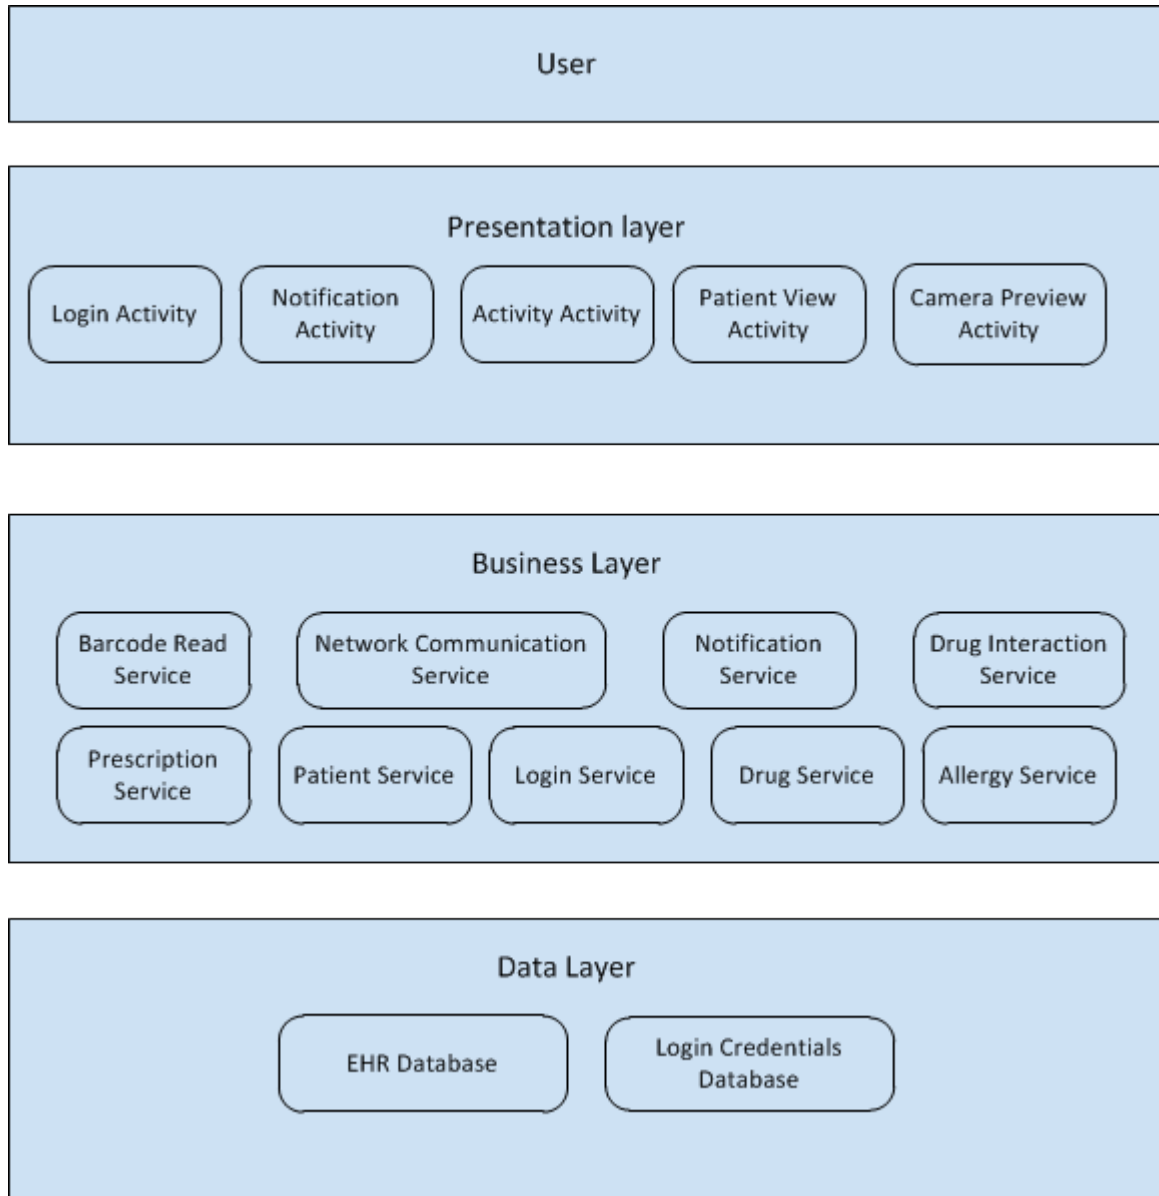 User
Presentation layer
Login Activity
Notification
Activity
Activity Activity
Patient View
Activity
Camera Preview
Activity
Business Layer
Barcode Read
Service
Network Communication
Service
Notification
Service
Drug Interaction
Service
Prescription
Service
Patient Service
Login Service
Drug Service
Allergy Service
Data Layer
EHR Database
Login Credentials
Database